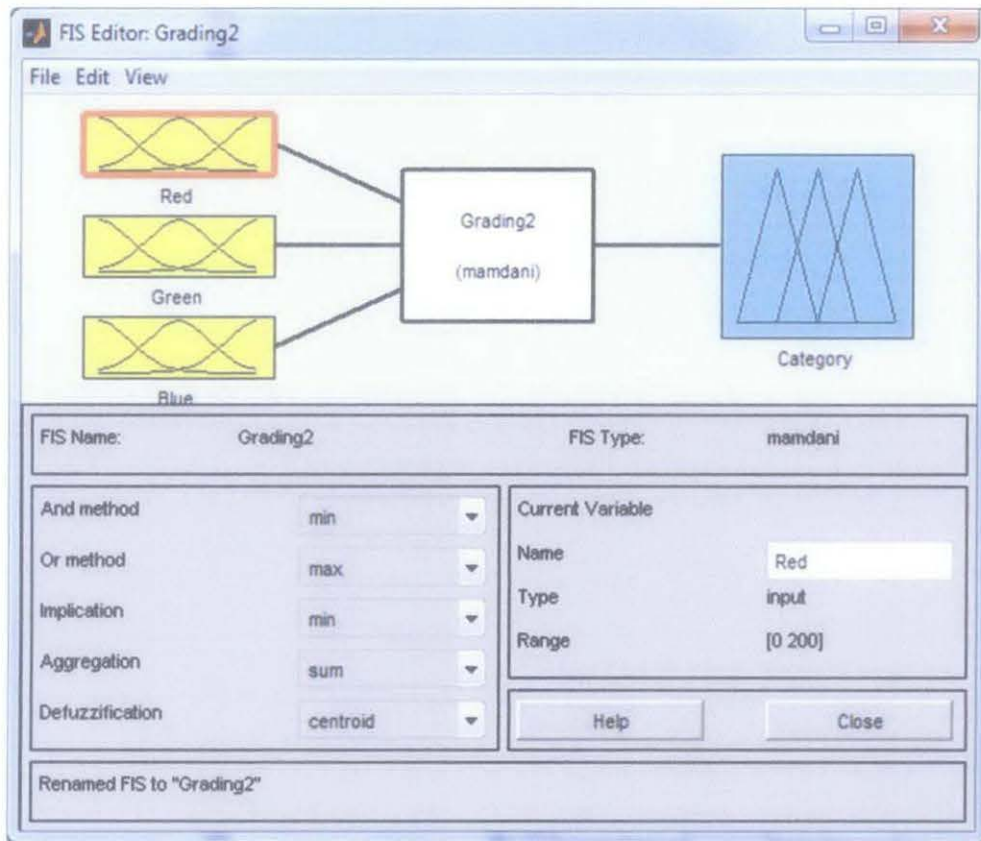 FIS Editor: Grading2
File Edit View
Red
Green
Blue
Grading2
(mamdani)
Category
FIS Name: Grading2 FIS Type: mamdani
And method min
Or method max
Implication min
Aggregation sum
Defuzzification centroid
Current Variable
Name Red
Type input
Range [0 200]
Help Close
Renamed FIS to "Grading2"